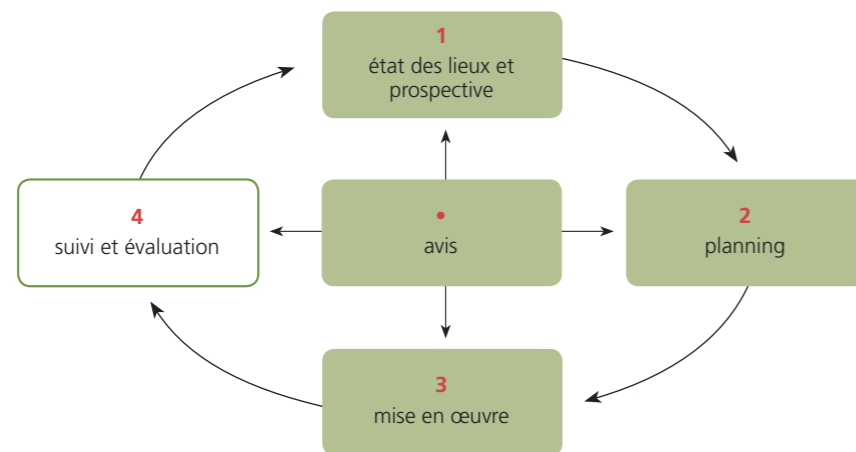 1
état des lieux et
prospective
4
suivi et évaluation
•
avis
2
planning
3
mise en œuvre